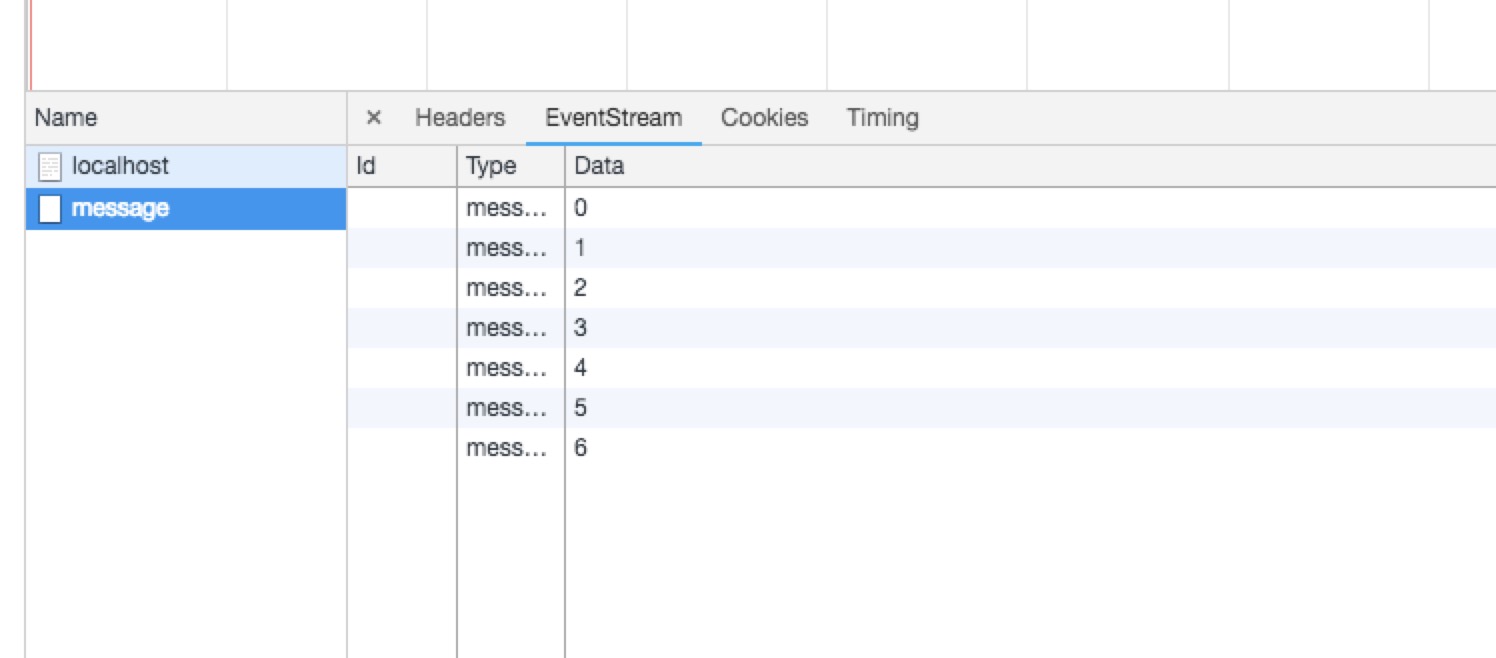 Name × Headers EventStream Cookies Timing
localhost Id Type Data
message mess... 0
mess... 1
mess... 2
mess... 3
mess... 4
mess... 5
mess... 6